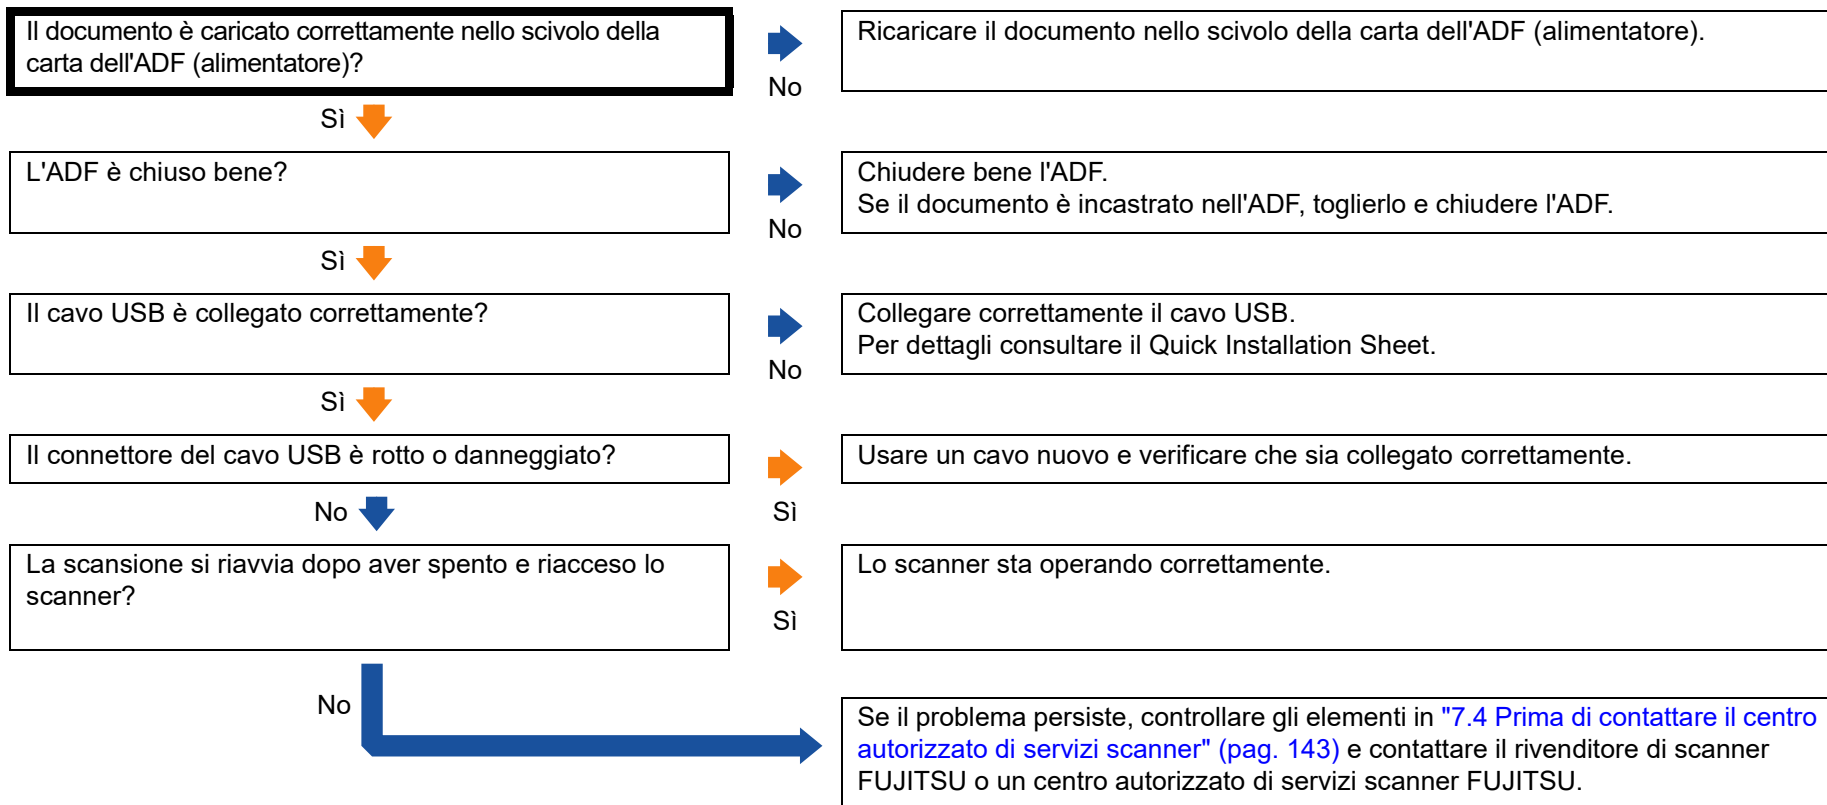 Il documento è caricato correttamente nello scivolo della
carta dell'ADF (alimentatore)?
No
Ricaricare il documento nello scivolo della carta dell'ADF (alimentatore).
Sì
L'ADF è chiuso bene?
No
Chiudere bene l'ADF.
Se il documento è incastrato nell'ADF, toglierlo e chiudere l'ADF.
Sì
Il cavo USB è collegato correttamente?
No
Collegare correttamente il cavo USB.
Per dettagli consultare il Quick Installation Sheet.
Sì
Il connettore del cavo USB è rotto o danneggiato?
Sì
Usare un cavo nuovo e verificare che sia collegato correttamente.
No
La scansione si riavvia dopo aver spento e riacceso lo
scanner?
Sì
Lo scanner sta operando correttamente.
No
Se il problema persiste, controllare gli elementi in "7.4 Prima di contattare il centro
autorizzato di servizi scanner" (pag. 143) e contattare il rivenditore di scanner
FUJITSU o un centro autorizzato di servizi scanner FUJITSU.